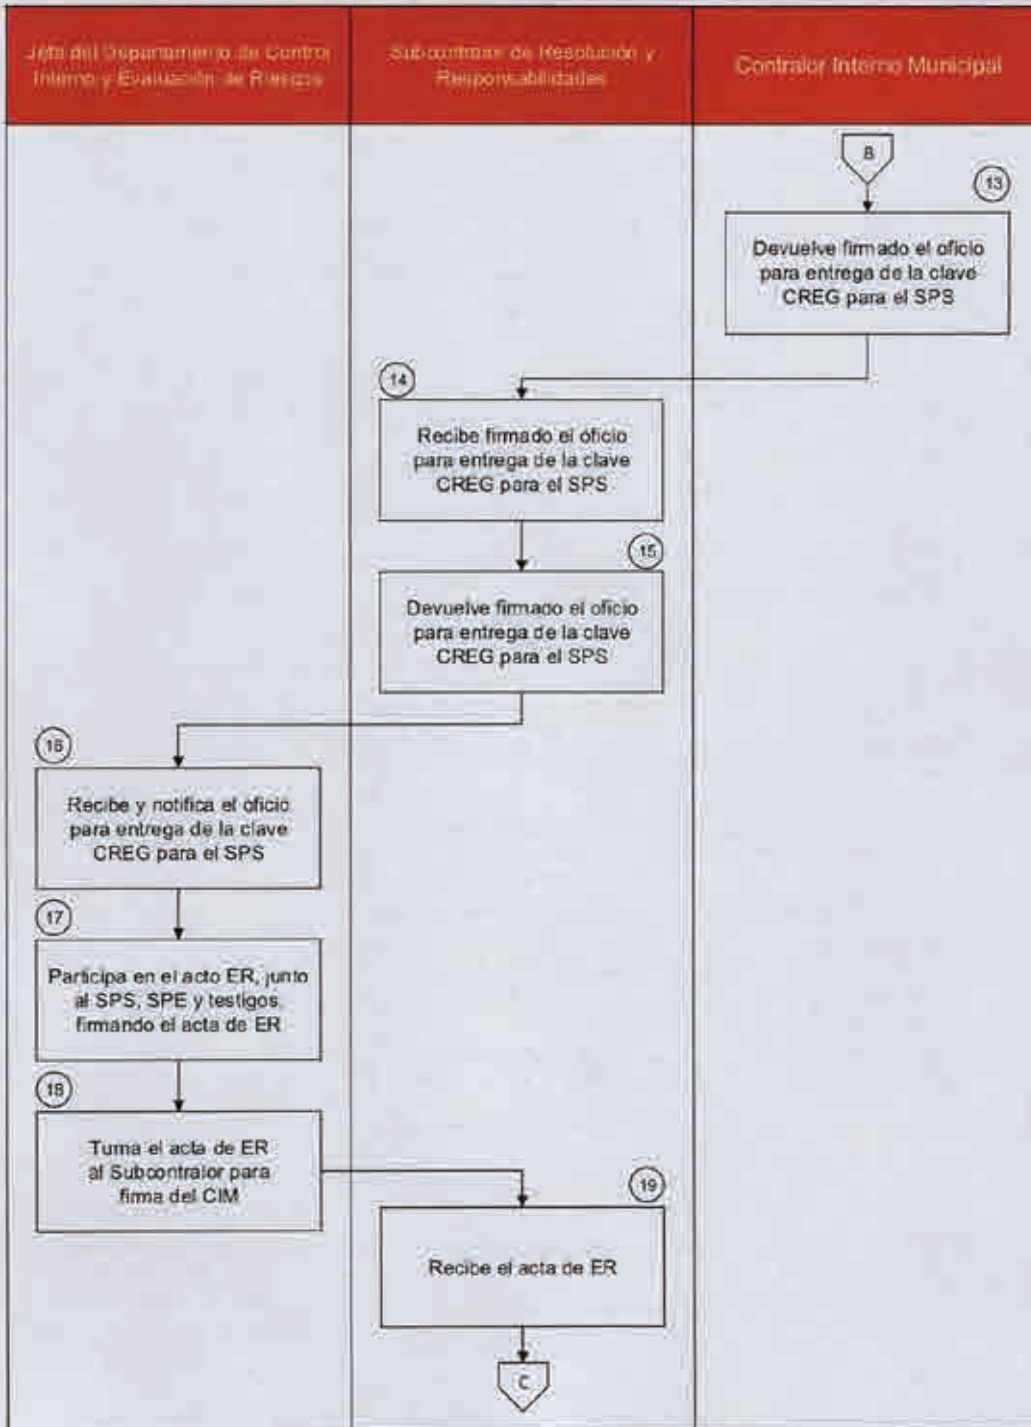 Jefa del Departamento de Control
Interno y Evaluación de Riesgos
Subcontralor de Resolución y
Responsabilidades
Contralor Interno Municipal
B
13
Devuelve firmado el oficio
para entrega de la clave
CREG para el SPS
14
Recibe firmado el oficio
para entrega de la clave
CREG para el SPS
15
Devuelve firmado el oficio
para entrega de la clave
CREG para el SPS
16
Recibe y notifica el oficio
para entrega de la clave
CREG para el SPS
17
Participa en el acto ER, junto
al SPS, SPE y testigos,
firmando el acta de ER
18
Turna el acta de ER
al Subcontralor para
firma del CIM
19
Recibe el acta de ER
C